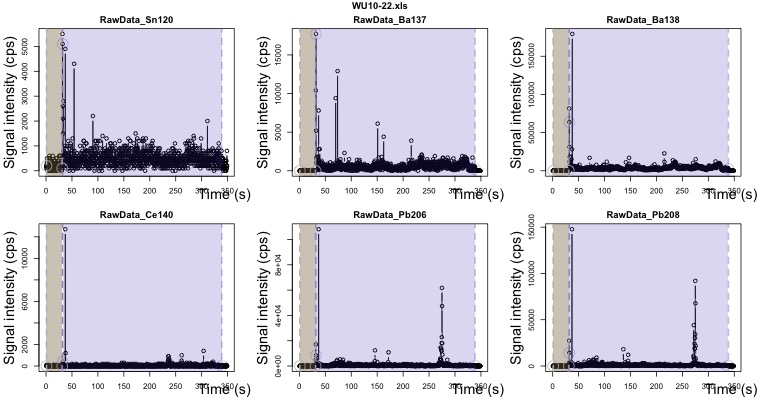 WU10-22.xls
RawData_Sn120
Signal intensity (cps)
0 1000 2000 3000 4000 5000
0 50 100 150 200 250 300 350
Time (s)
RawData_Ba137
Signal intensity (cps)
0 5000 10000 15000
0 50 100 150 200 250 300 350
Time (s)
RawData_Ba138
Signal intensity (cps)
0 50000 100000 150000
0 50 100 150 200 250 300 350
Time (s)
RawData_Ce140
Signal intensity (cps)
0 2000 4000 6000 10000
0 50 100 150 200 250 300 350
Time (s)
RawData_Pb206
Signal intensity (cps)
0e+00 4e+04 8e+04
0 50 100 150 200 250 300 350
Time (s)
RawData_Pb208
Signal intensity (cps)
0 50000 100000 150000
0 50 100 150 200 250 300 350
Time (s)